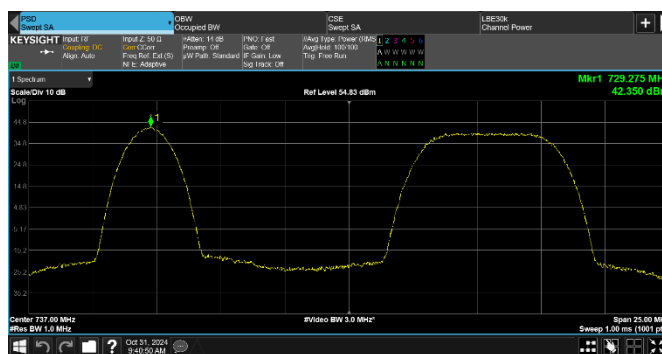 PSD
Swept SA
OBW
Occupied BW
CSE
Swept SA
LBE30k
Channel Power
KEYSIGHT
Input: RF
Coupling: DC
Align: Auto
Input Z: 50 Ω
Corr CCorr
Freq Ref: Ext (S)
NFE: Adaptive
#Atten: 14 dB
Preamp: Off
µW Path: Standard
PNO: Fast
Gate: Off
IF Gain: Low
Sig Track: Off
#Avg Type: Power (RMS
Avg|Hold: 100/100
Trig: Free Run
1 2 3 4 5 6
A W W W W W
A N N N N N
1 Spectrum
Scale/Div 10 dB
Log
Ref Level 54.83 dBm
Mkr1 729.275 MH
42.350 dB
44.8
34.8
24.8
14.8
4.83
-5.17
-15.2
-25.2
-35.2
1
Center 737.00 MHz
#Res BW 1.0 MHz
#Video BW 3.0 MHz*
Span 25.00 M
Sweep 1.00 ms (1001 pt
Oct 31, 2024
9:40:50 AM